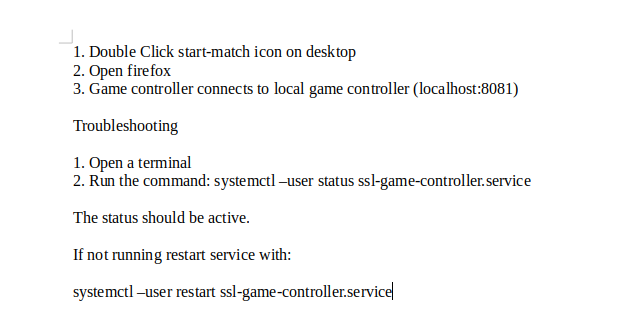 1. Double Click start-match icon on desktop
2. Open firefox
3. Game controller connects to local game controller (localhost:8081)
Troubleshooting
1. Open a terminal
2. Run the command: systemctl –user status ssl-game-controller.service
The status should be active.
If not running restart service with:
systemctl –user restart ssl-game-controller.service